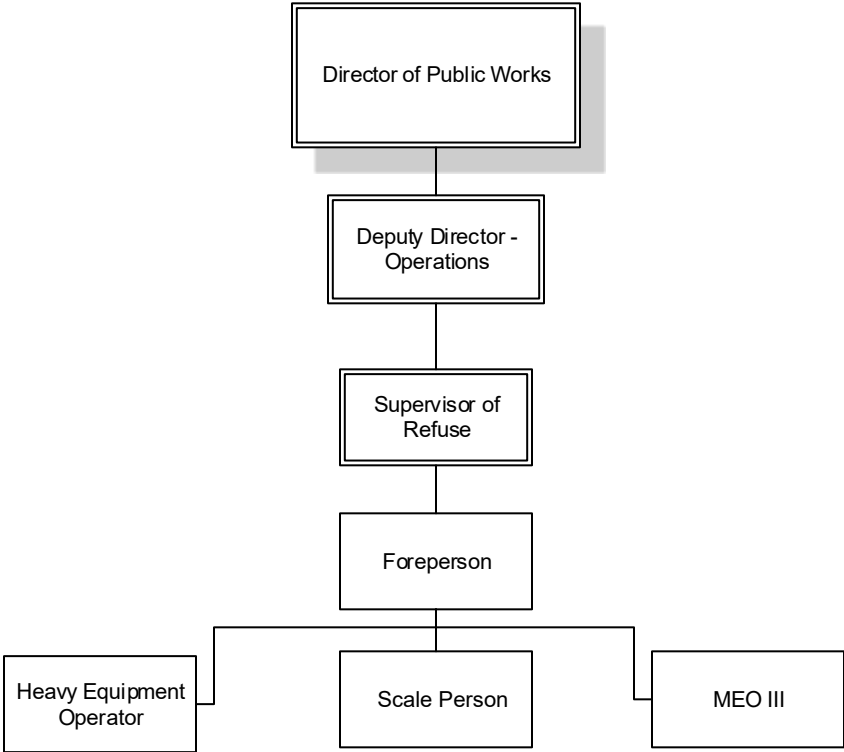 Director of Public Works
Deputy Director -
Operations
Supervisor of
Refuse
Foreperson
Heavy Equipment
Operator
Scale Person
MEO III